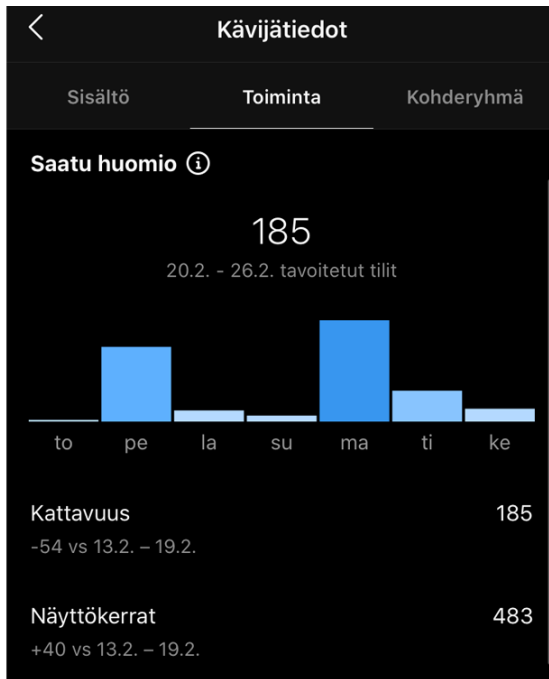 Kävijätiedot
Sisältö Toiminta Kohderyhmä
Saatu huomio
185
20.2. - 26.2. tavoitetut tilit
to pe la su ma ti ke
Kattavuus 185
-54 vs 13.2. – 19.2.
Näyttökerrat 483
+40 vs 13.2. – 19.2.